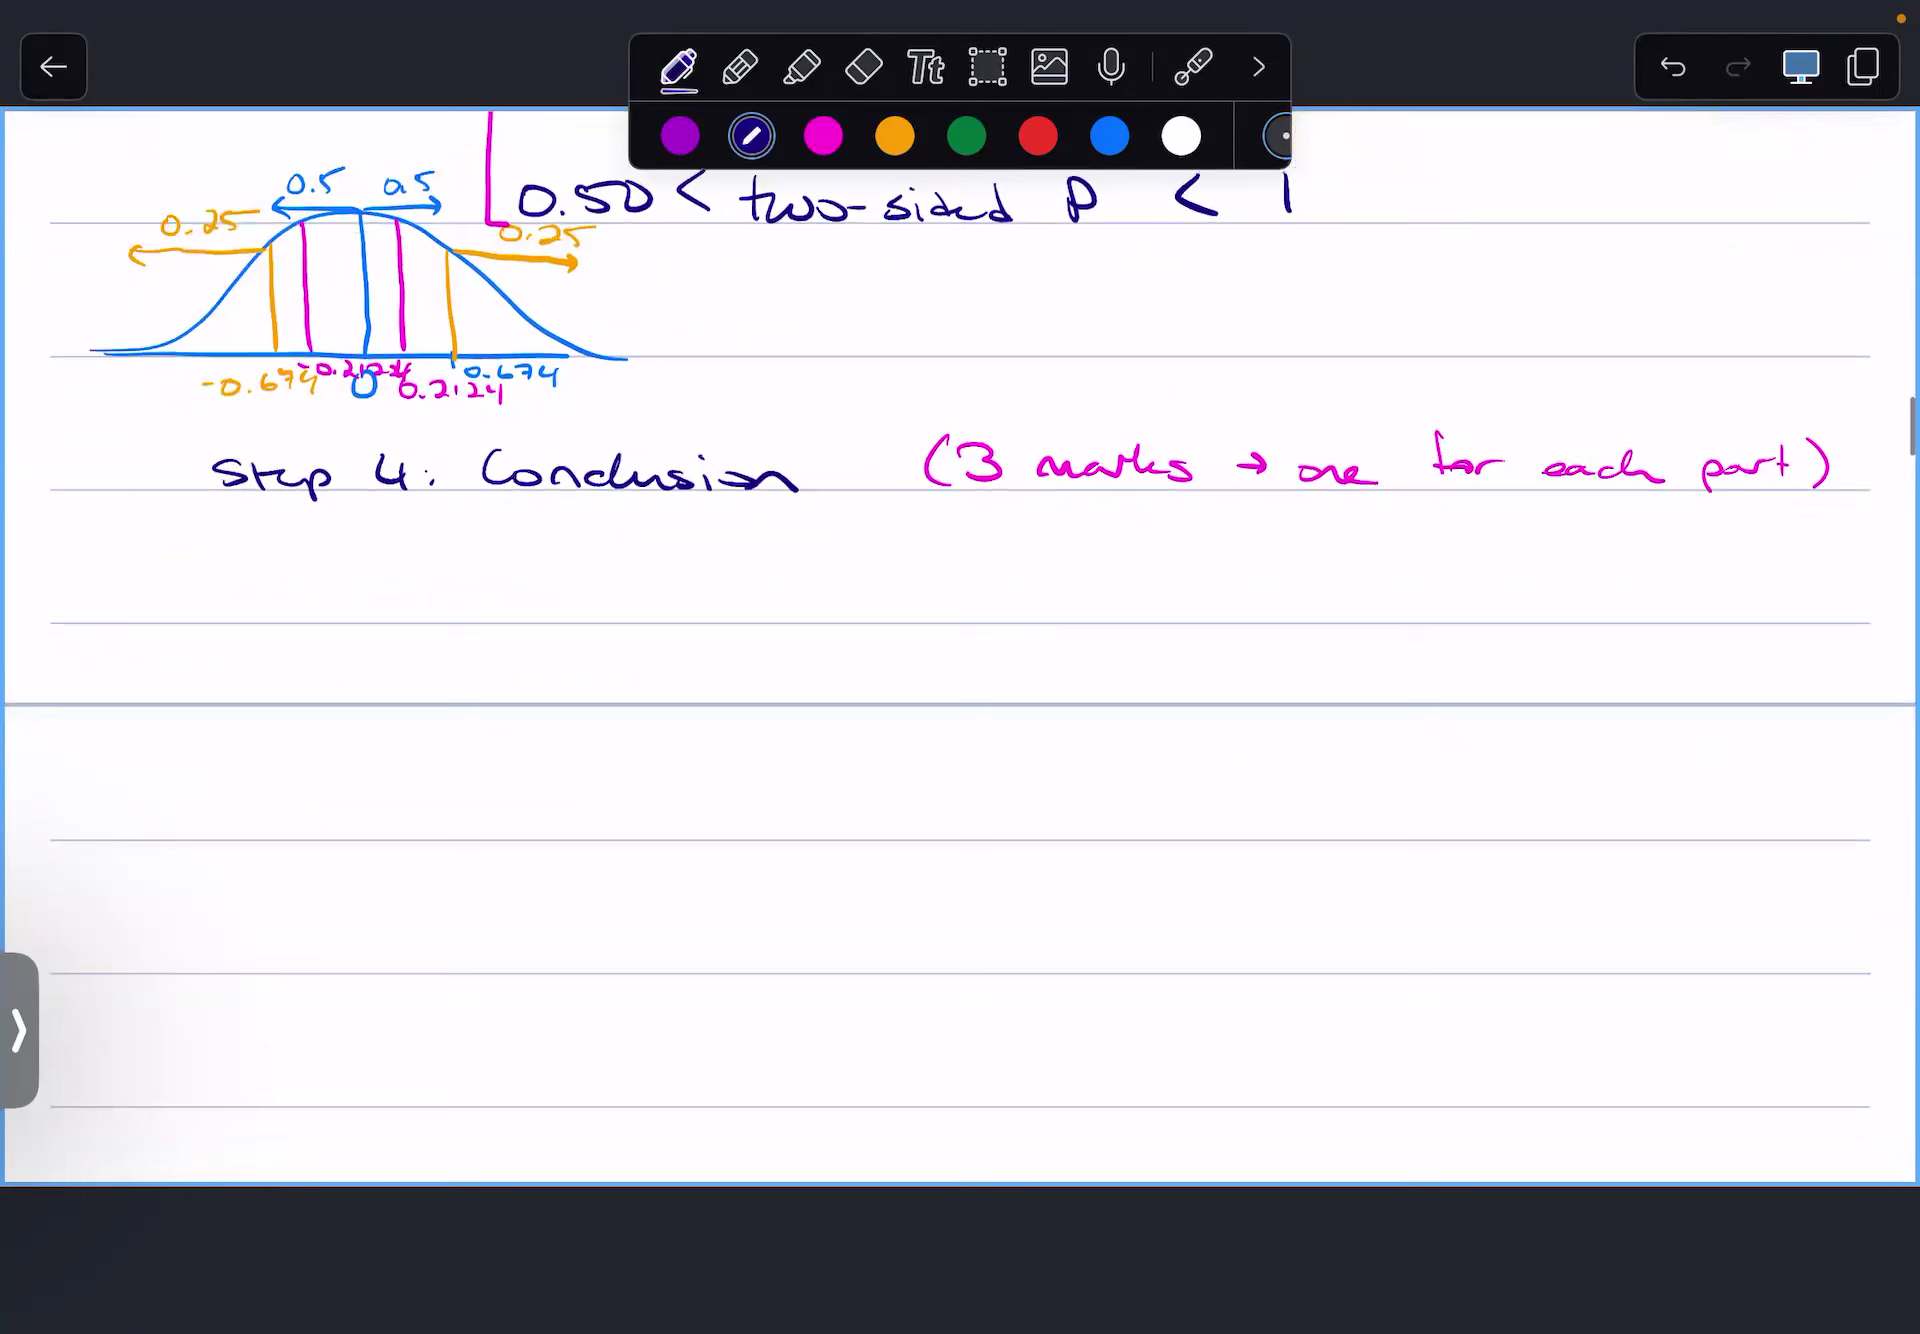 Tt
0.5 0.5
0.50 < two-sided P < 1
0.25 0.25
-0.674 -0.2124 0 0.2124 0.674
Step 4: Conclusion (3 marks → one for each part)